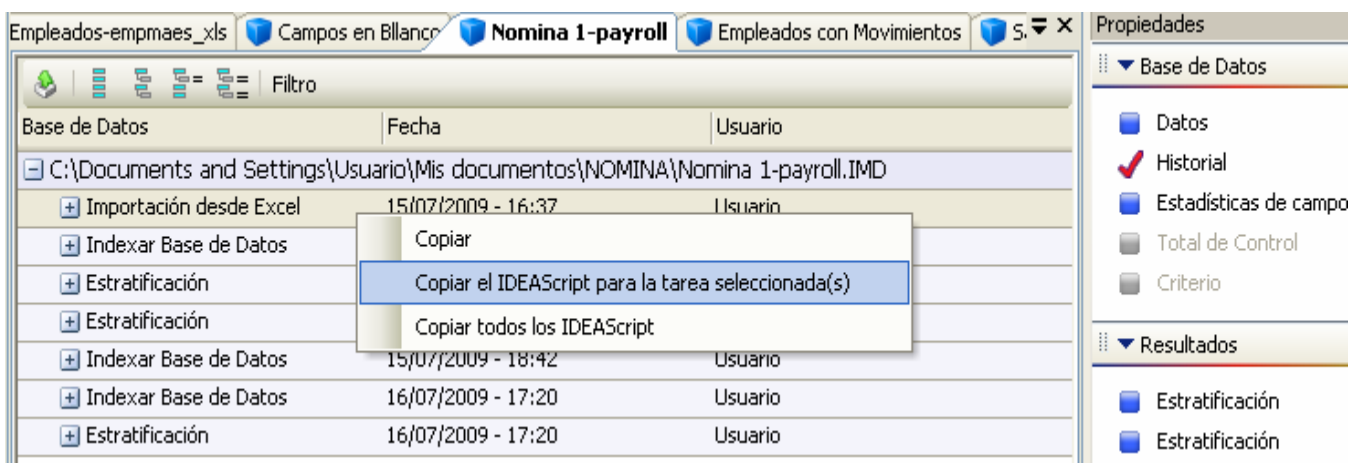 Empleados-empmaes_xls Campos en Bllanco Nomina 1-payroll Empleados con Movimientos S.
Filtro
Base de Datos Fecha Usuario
C:\Documents and Settings\Usuario\Mis documentos\NOMINA\Nomina 1-payroll.IMD
Importación desde Excel 15/07/2009 - 16:37 Usuario
Indexar Base de Datos
Estratificación
Estratificación
Indexar Base de Datos 15/07/2009 - 18:42 Usuario
Indexar Base de Datos 16/07/2009 - 17:20 Usuario
Estratificación 16/07/2009 - 17:20 Usuario
Copiar
Copiar el IDEAScript para la tarea seleccionada(s)
Copiar todos los IDEAScript
Propiedades
Base de Datos
Datos
Historial
Estadísticas de campo
Total de Control
Criterio
Resultados
Estratificación
Estratificación